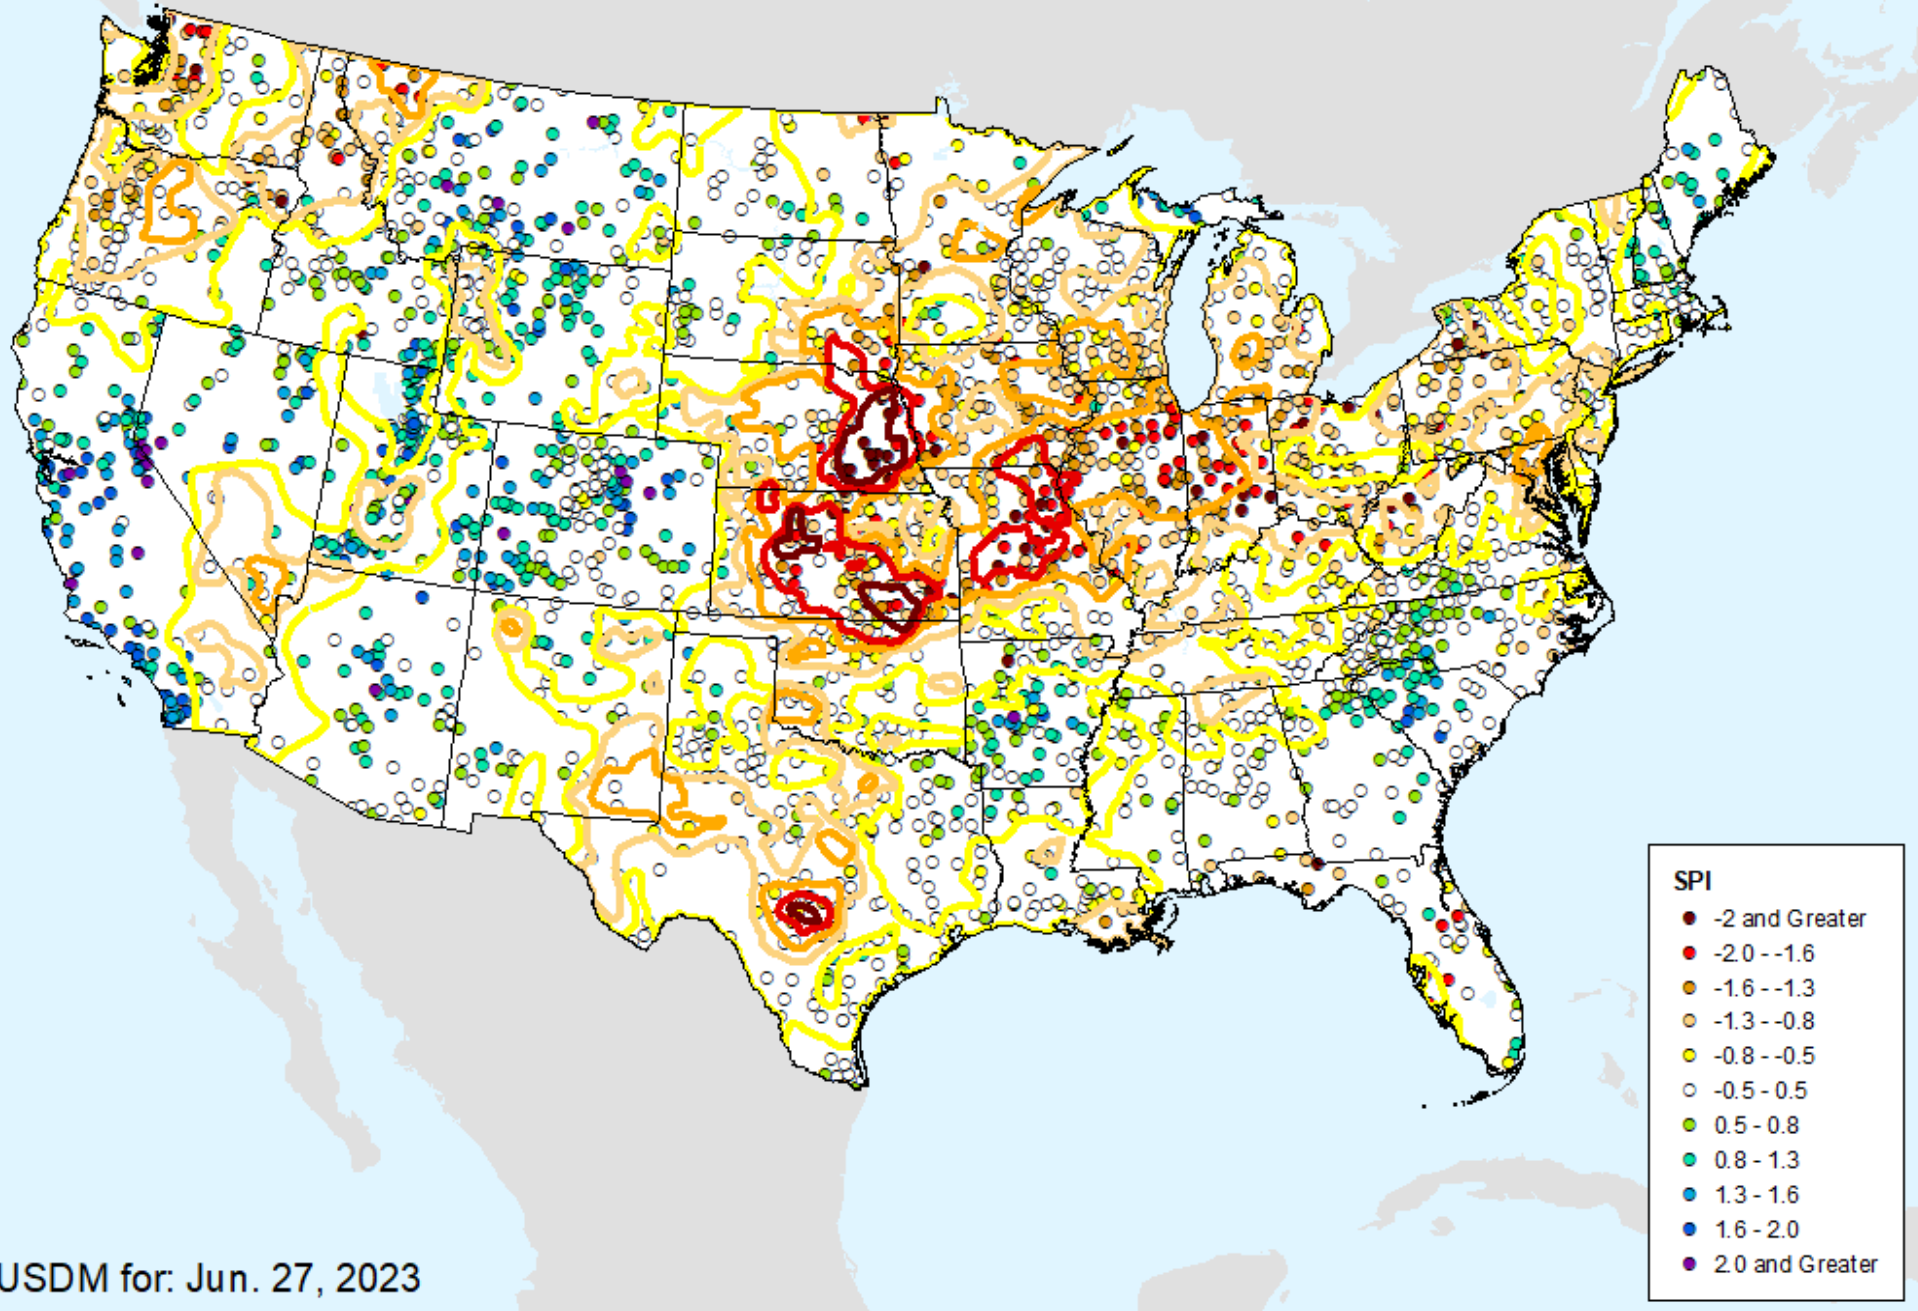 SPI
-2 and Greater
-2.0 - -1.6
-1.6 - -1.3
-1.3 - -0.8
-0.8 - -0.5
-0.5 - 0.5
0.5 - 0.8
0.8 - 1.3
1.3 - 1.6
1.6 - 2.0
2.0 and Greater
USDM for: Jun. 27, 2023